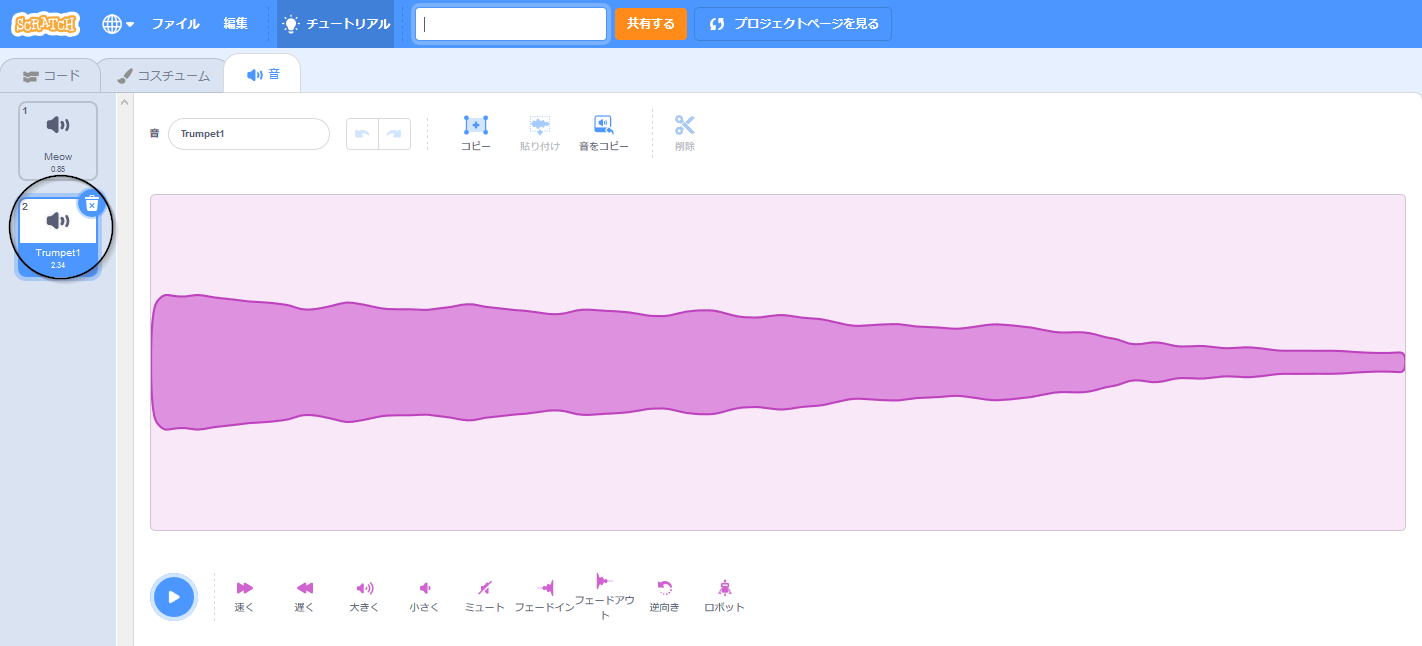 SCRATCH
ファイル
編集
チュートリアル
共有する
プロジェクトページを見る
コード
コスチューム
音
1
Meow
0.85
2
Trumpet1
2.34
音
Trumpet1
コピー
貼り付け
音をコピー
削除
速く
遅く
大きく
小さく
ミュート
フェードイン
フェードアウ
ト
逆向き
ロボット